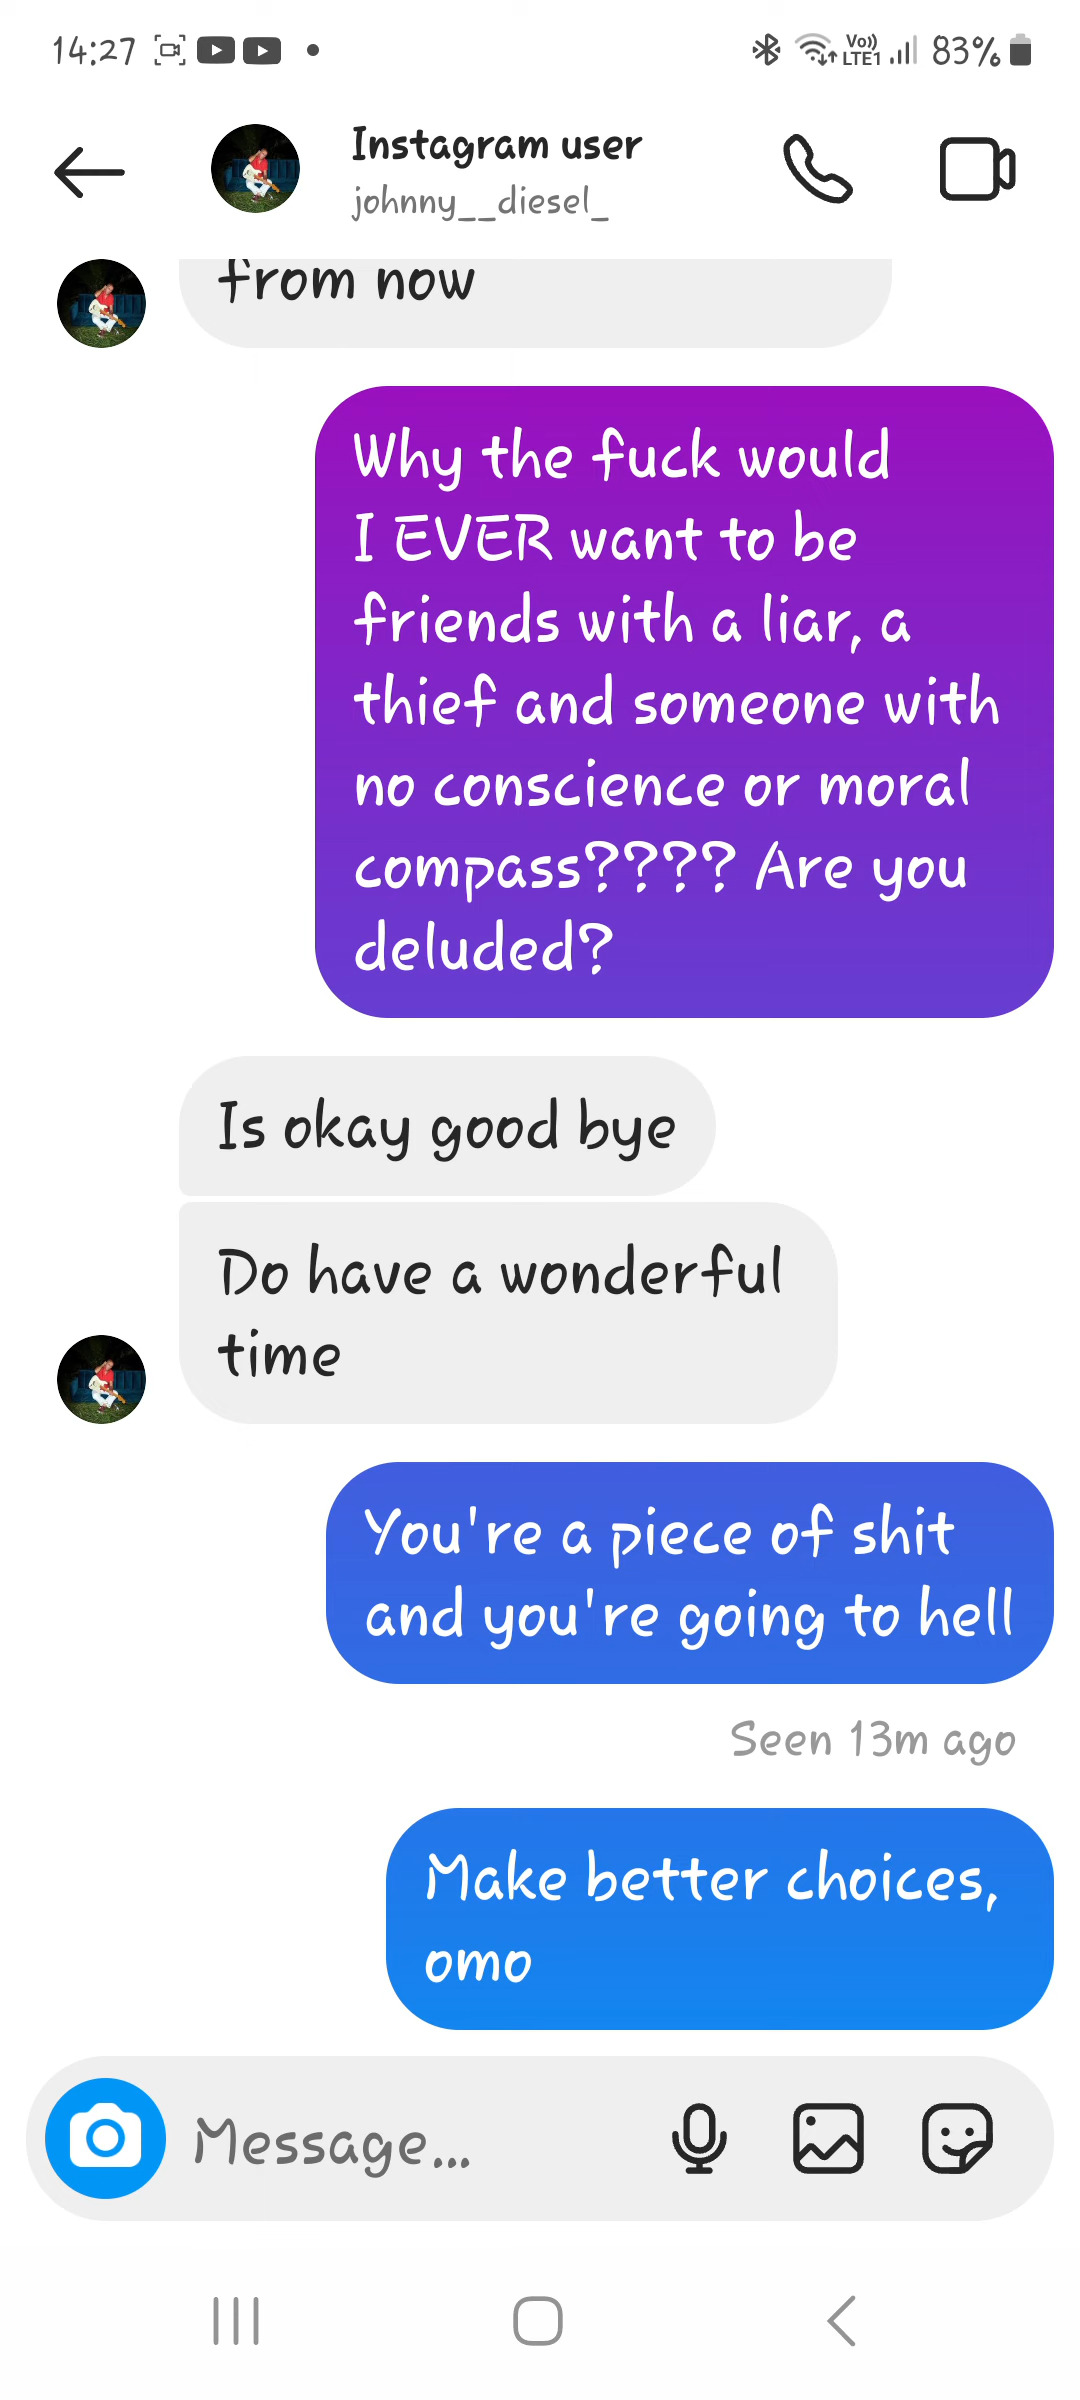 14:27
Vo))
LTE1
83%
Instagram user
johnny__diesel_
from now
Why the fuck would
I EVER want to be
friends with a liar, a
thief and someone with
no conscience or moral
compass???? Are you
deluded?
Is okay good bye
Do have a wonderful
time
You're a piece of shit
and you're going to hell
Seen 13m ago
Make better choices,
omo
Message...